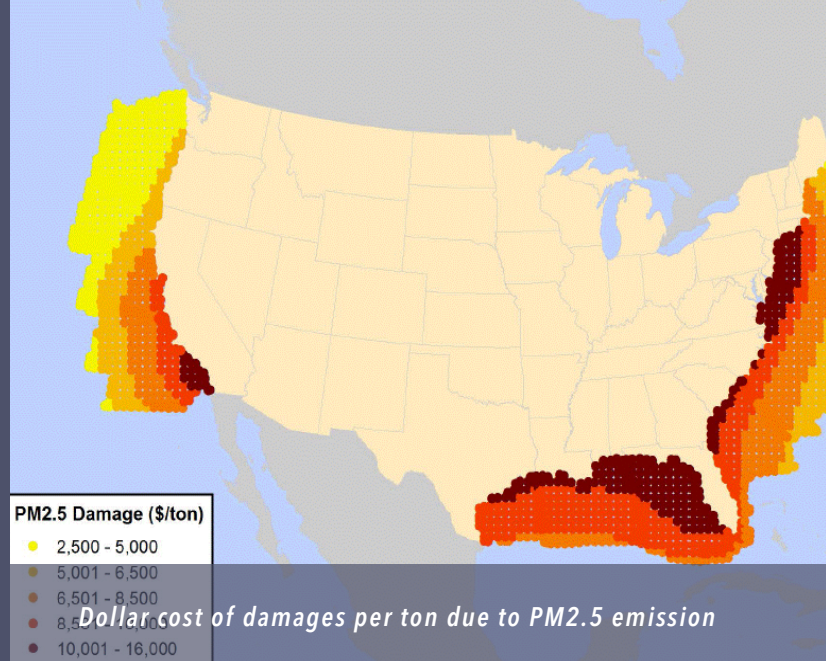 PM2.5 Damage ($/ton)
2,500 - 5,000
5,001 - 6,500
6,501 - 8,500
Dollar cost of damages per ton due to PM2.5 emission
10,001 - 16,000